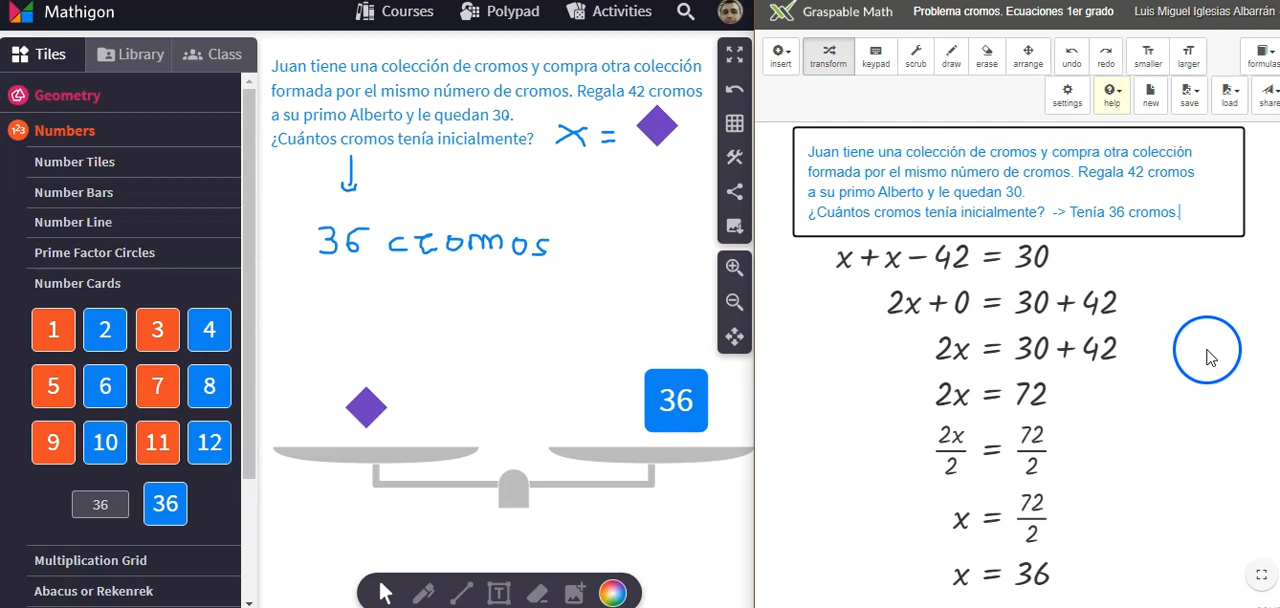 Mathigon
Courses
Polypad
Activities
Tiles
Library
Class
Geometry
123
Numbers
Number Tiles
Number Bars
Number Line
Prime Factor Circles
Number Cards
1 2 3 4
5 6 7 8
9 10 11 12
36 36
Multiplication Grid
Abacus or Rekenrek
Juan tiene una colección de cromos y compra otra colección
formada por el mismo número de cromos. Regala 42 cromos
a su primo Alberto y le quedan 30.
¿Cuántos cromos tenía inicialmente? x =
36 cromos
36
T
Graspable Math
Problema cromos. Ecuaciones 1er grado
Luis Miguel Iglesias Albarrán
insert
transform
keypad
scrub
draw
erase
arrange
undo
redo
smaller
larger
formulas
settings
help
new
save
load
share
Juan tiene una colección de cromos y compra otra colección
formada por el mismo número de cromos. Regala 42 cromos
a su primo Alberto y le quedan 30.
¿Cuántos cromos tenía inicialmente? -> Tenía 36 cromos.
x + x − 42 = 30
2x + 0 = 30 + 42
2x = 30 + 42
2x = 72
2x/2 = 72/2
x = 72/2
x = 36